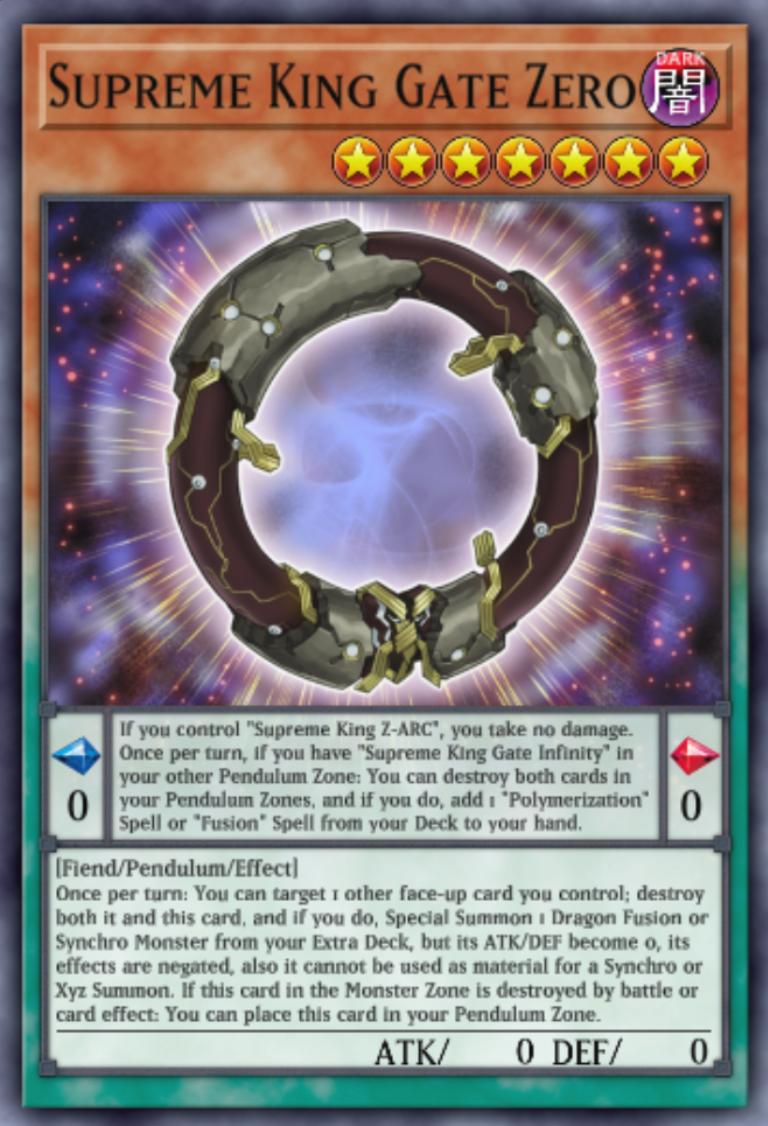 SUPREME KING GATE ZERO
DARK
闇
If you control "Supreme King Z-ARC", you take no damage.
Once per turn, if you have "Supreme King Gate Infinity" in
your other Pendulum Zone: You can destroy both cards in
your Pendulum Zones, and if you do, add 1 "Polymerization"
Spell or "Fusion" Spell from your Deck to your hand.
0
0
[Fiend/Pendulum/Effect]
Once per turn: You can target 1 other face-up card you control; destroy
both it and this card, and if you do, Special Summon 1 Dragon Fusion or
Synchro Monster from your Extra Deck, but its ATK/DEF become 0, its
effects are negated, also it cannot be used as material for a Synchro or
Xyz Summon. If this card in the Monster Zone is destroyed by battle or
card effect: You can place this card in your Pendulum Zone.
ATK/ 0 DEF/ 0